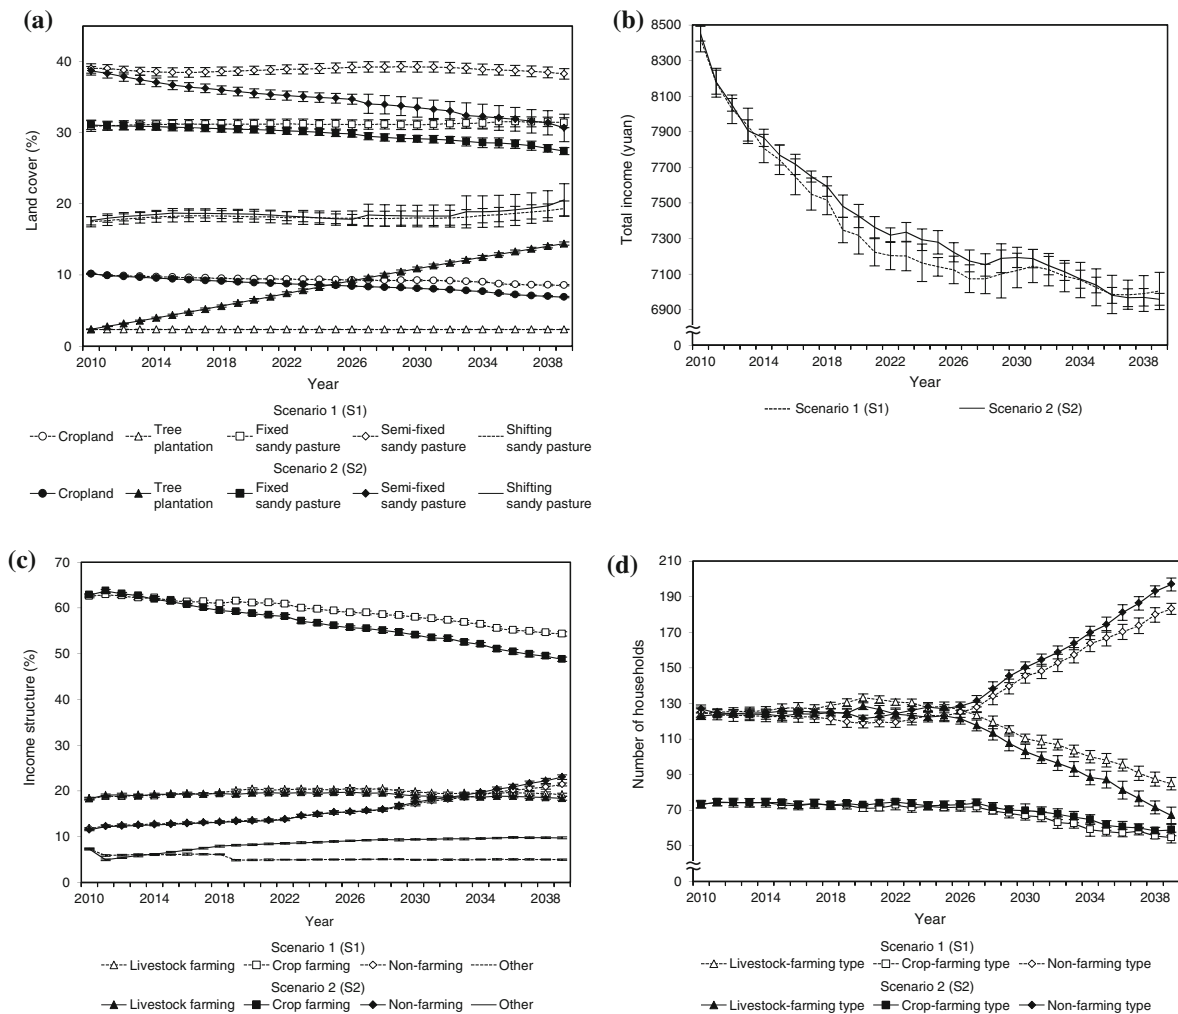 (a)
Land cover (%)
40
30
20
10
0
2010 2014 2018 2022 2026 2030 2034 2038
Year
Scenario 1 (S1)
Cropland Tree plantation Fixed sandy pasture Semi-fixed sandy pasture Shifting sandy pasture
Scenario 2 (S2)
Cropland Tree plantation Fixed sandy pasture Semi-fixed sandy pasture Shifting sandy pasture
(b)
Total income (yuan)
8500
8300
8100
7900
7700
7500
7300
7100
6900
0
2010 2014 2018 2022 2026 2030 2034 2038
Year
Scenario 1 (S1) Scenario 2 (S2)
(c)
Income structure (%)
70
60
50
40
30
20
10
0
2010 2014 2018 2022 2026 2030 2034 2038
Year
Scenario 1 (S1)
Livestock farming Crop farming Non-farming Other
Scenario 2 (S2)
Livestock farming Crop farming Non-farming Other
(d)
Number of households
210
190
170
150
130
110
90
70
50
0
2010 2014 2018 2022 2026 2030 2034 2038
Year
Scenario 1 (S1)
Livestock-farming type Crop-farming type Non-farming type
Scenario 2 (S2)
Livestock-farming type Crop-farming type Non-farming type